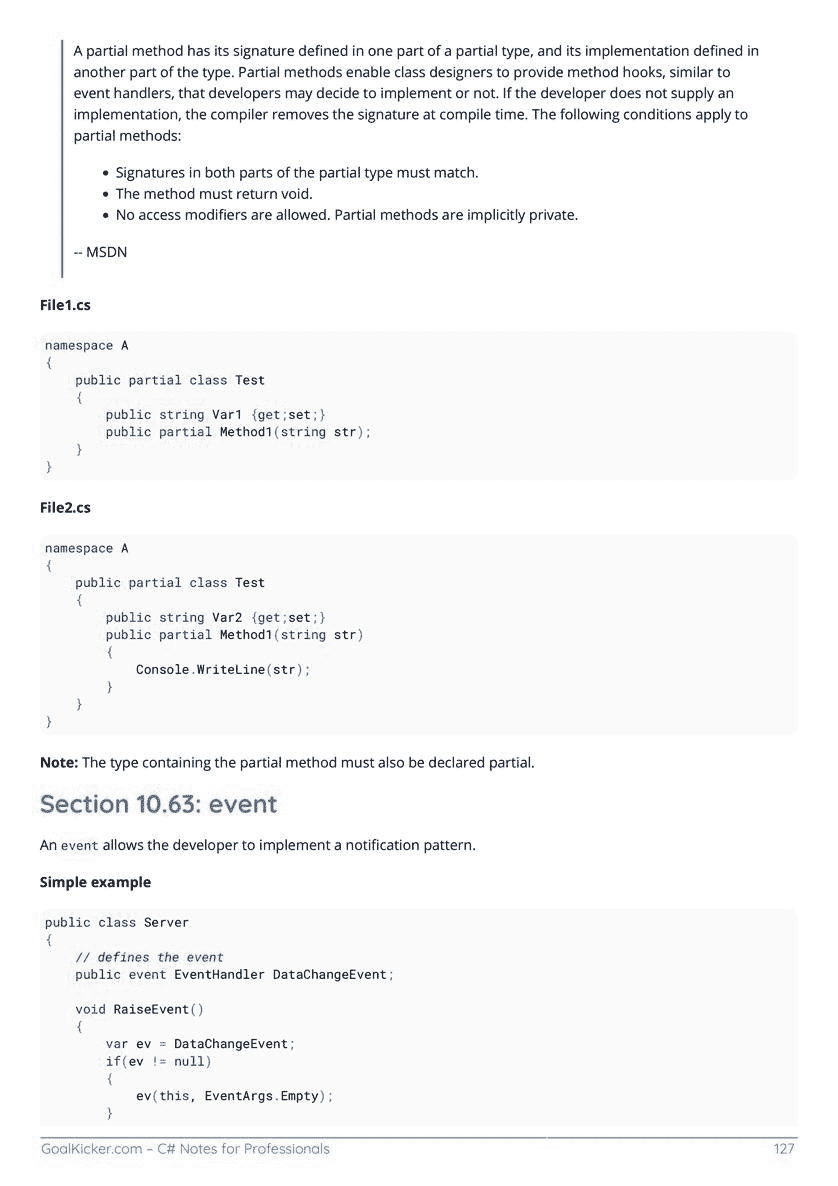 A partial method has its signature defined in one part of a partial type, and its implementation defined in
another part of the type. Partial methods enable class designers to provide method hooks, similar to
event handlers, that developers may decide to implement or not. If the developer does not supply an
implementation, the compiler removes the signature at compile time. The following conditions apply to
partial methods:
• Signatures in both parts of the partial type must match.
• The method must return void.
• No access modifiers are allowed. Partial methods are implicitly private.
-- MSDN
File1.cs
namespace A
{
    public partial class Test
    {
        public string Var1 {get;set;}
        public partial Method1(string str);
    }
}
File2.cs
namespace A
{
    public partial class Test
    {
        public string Var2 {get;set;}
        public partial Method1(string str)
        {
            Console.WriteLine(str);
        }
    }
}
Note: The type containing the partial method must also be declared partial.
Section 10.63: event
An event allows the developer to implement a notification pattern.
Simple example
public class Server
{
    // defines the event
    public event EventHandler DataChangeEvent;

    void RaiseEvent()
    {
        var ev = DataChangeEvent;
        if(ev != null)
        {
            ev(this, EventArgs.Empty);
        }
GoalKicker.com – C# Notes for Professionals 127